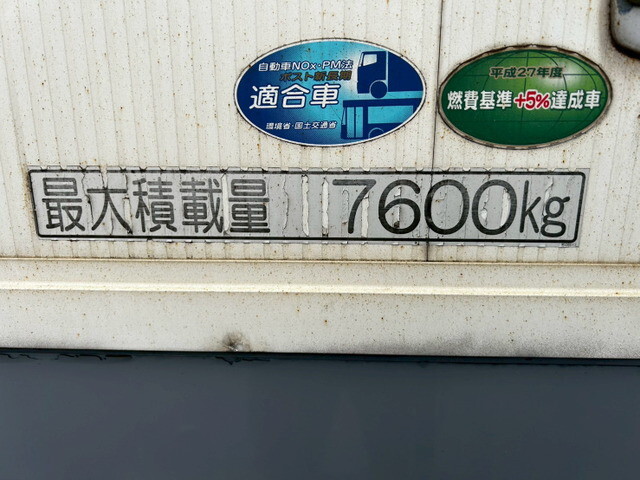 自動車NOx・PM法
ポスト新長期
適合車
環境省・国土交通省
平成27年度
燃費基準+5%達成車
最大積載量 7600kg